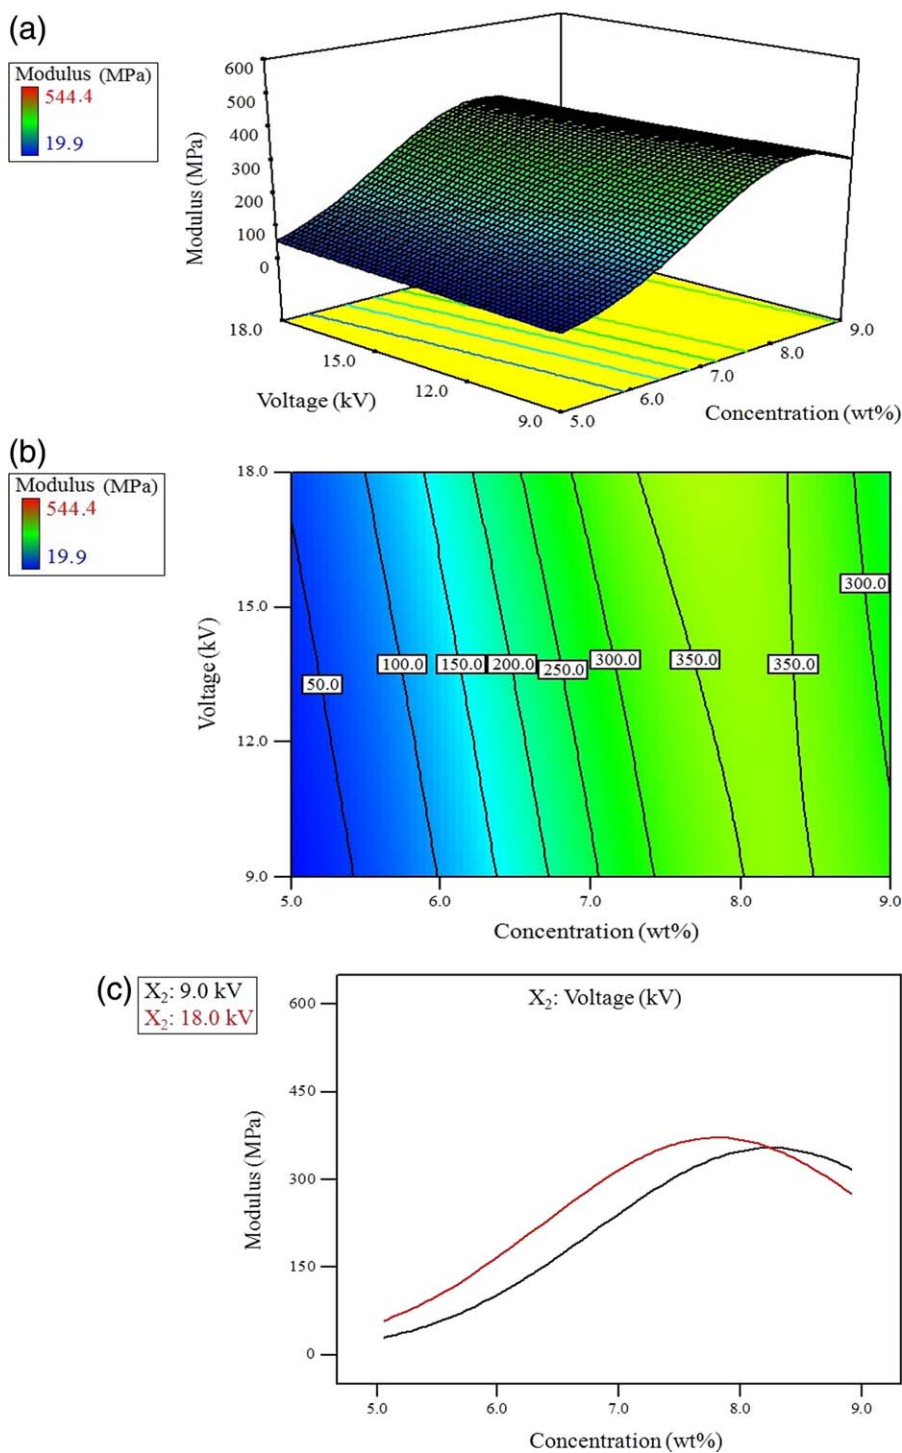 (a)
Modulus (MPa)
544.4
19.9
600
500
400
300
200
100
0
Modulus (MPa)
18.0
15.0
12.0
9.0
Voltage (kV)
5.0
6.0
7.0
8.0
9.0
Concentration (wt%)
(b)
Modulus (MPa)
544.4
19.9
18.0
15.0
12.0
9.0
Voltage (kV)
50.0
100.0
150.0
200.0
250.0
300.0
350.0
350.0
300.0
5.0 6.0 7.0 8.0 9.0
Concentration (wt%)
(c)
X₂: 9.0 kV
X₂: 18.0 kV
X₂: Voltage (kV)
600
450
300
150
0
Modulus (MPa)
5.0 6.0 7.0 8.0 9.0
Concentration (wt%)